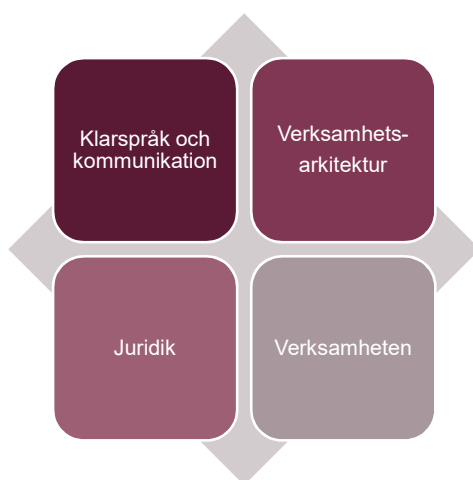 Klarspråk och
kommunikation
Verksamhets-
arkitektur
Juridik
Verksamheten